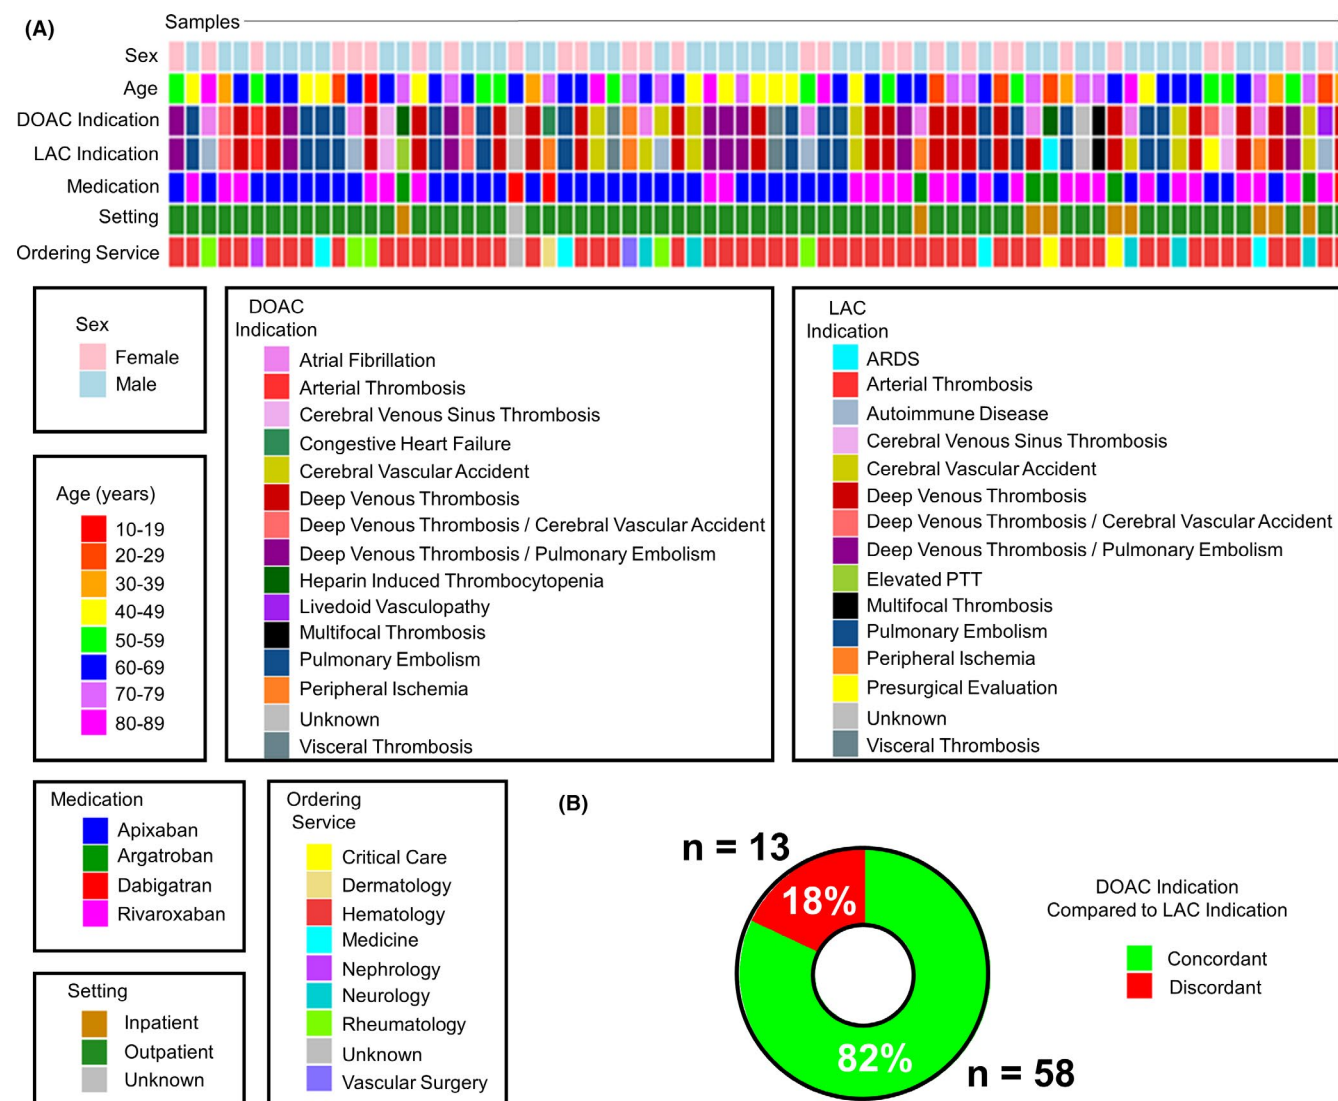 (A)
Samples
Sex
Age
DOAC Indication
LAC Indication
Medication
Setting
Ordering Service
Sex
Female
Male
Age (years)
10-19
20-29
30-39
40-49
50-59
60-69
70-79
80-89
DOAC
Indication
Atrial Fibrillation
Arterial Thrombosis
Cerebral Venous Sinus Thrombosis
Congestive Heart Failure
Cerebral Vascular Accident
Deep Venous Thrombosis
Deep Venous Thrombosis / Cerebral Vascular Accident
Deep Venous Thrombosis / Pulmonary Embolism
Heparin Induced Thrombocytopenia
Livedoid Vasculopathy
Multifocal Thrombosis
Pulmonary Embolism
Peripheral Ischemia
Unknown
Visceral Thrombosis
LAC
Indication
ARDS
Arterial Thrombosis
Autoimmune Disease
Cerebral Venous Sinus Thrombosis
Cerebral Vascular Accident
Deep Venous Thrombosis
Deep Venous Thrombosis / Cerebral Vascular Accident
Deep Venous Thrombosis / Pulmonary Embolism
Elevated PTT
Multifocal Thrombosis
Pulmonary Embolism
Peripheral Ischemia
Presurgical Evaluation
Unknown
Visceral Thrombosis
Medication
Apixaban
Argatroban
Dabigatran
Rivaroxaban
Setting
Inpatient
Outpatient
Unknown
Ordering
Service
Critical Care
Dermatology
Hematology
Medicine
Nephrology
Neurology
Rheumatology
Unknown
Vascular Surgery
(B)
n = 13
18%
82%
n = 58
DOAC Indication
Compared to LAC Indication
Concordant
Discordant